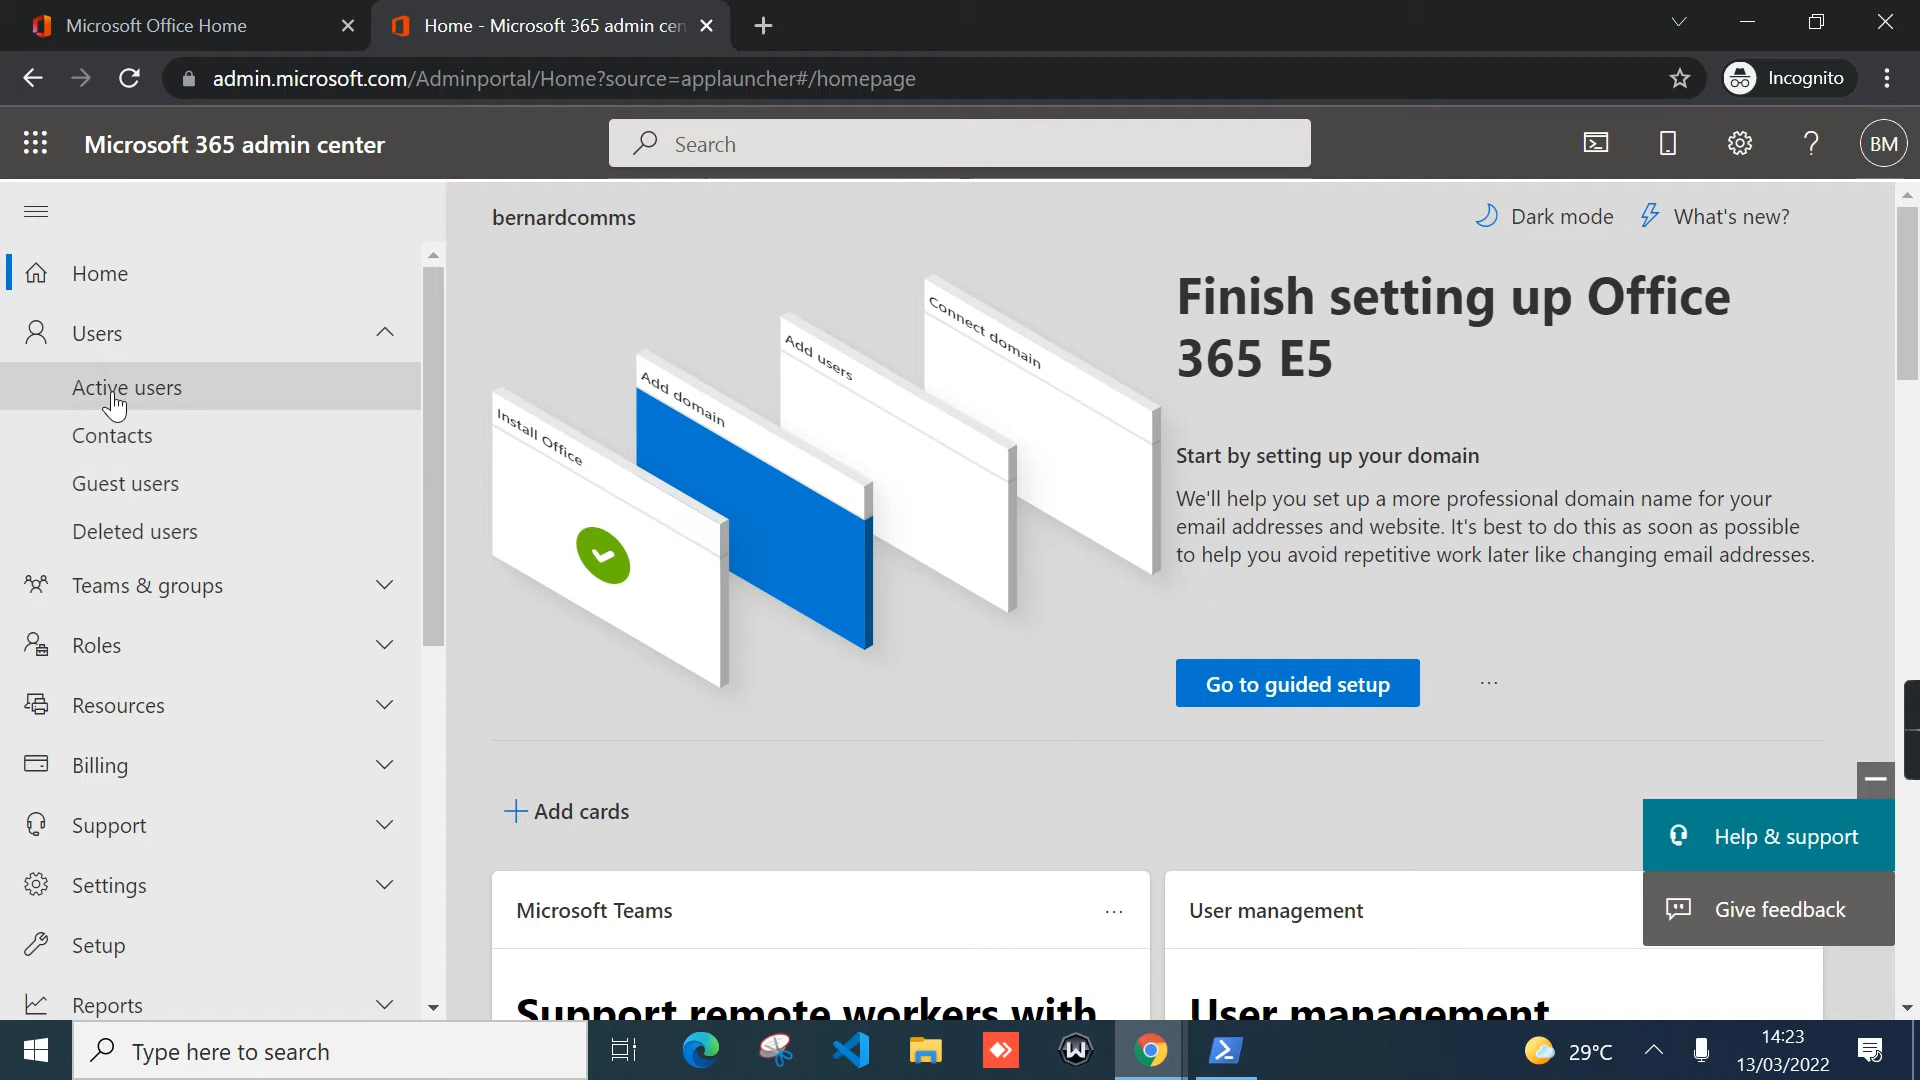 Microsoft Office Home
Home - Microsoft 365 admin cen
admin.microsoft.com/Adminportal/Home?source=applauncher#/homepage
Incognito
Microsoft 365 admin center
Search
BM
bernardcomms
Dark mode
What's new?
Home
Users
Active users
Contacts
Guest users
Deleted users
Teams & groups
Roles
Resources
Billing
Support
Settings
Setup
Reports
Install Office
Add domain
Add users
Connect domain
Finish setting up Office
365 E5
Start by setting up your domain
We'll help you set up a more professional domain name for your
email addresses and website. It's best to do this as soon as possible
to help you avoid repetitive work later like changing email addresses.
Go to guided setup
Add cards
Microsoft Teams
User management
Support remote workers with
User management
Help & support
Give feedback
Type here to search
29°C
14:23
13/03/2022